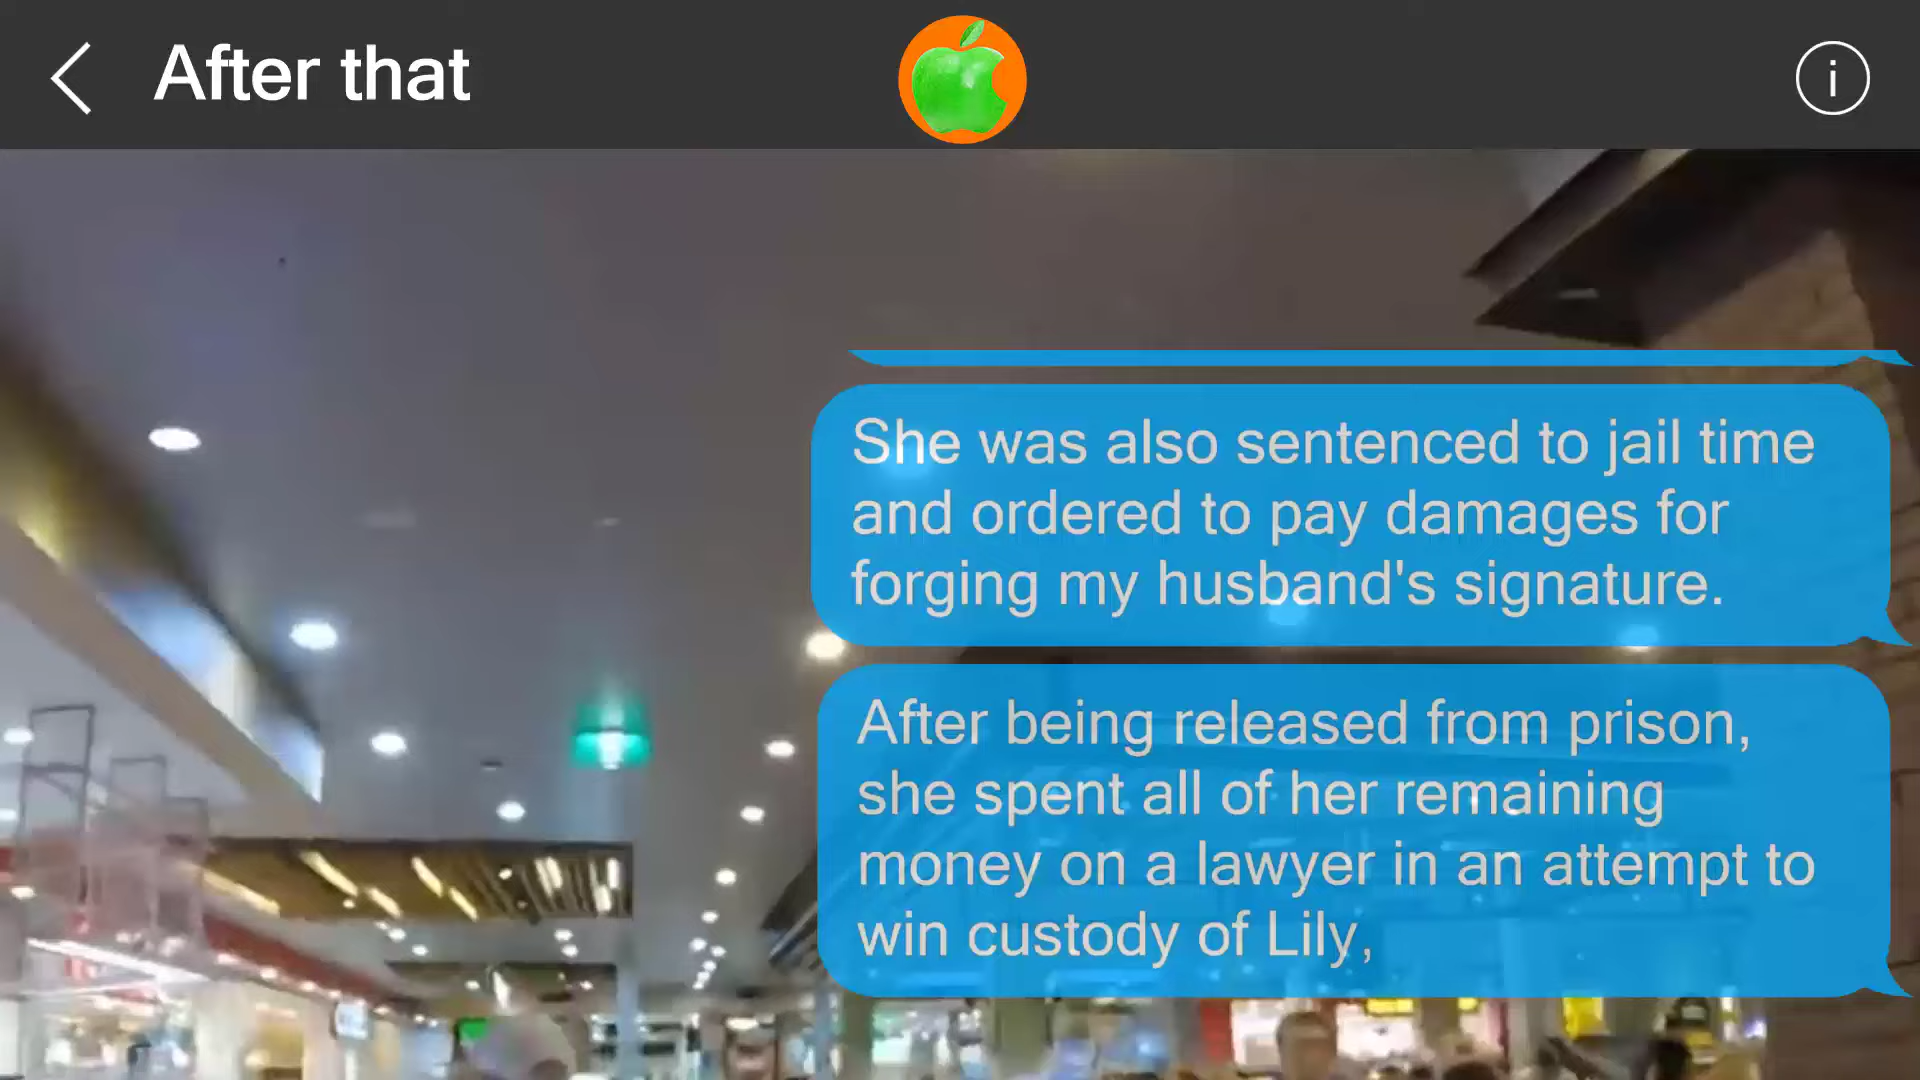 After that
i
She was also sentenced to jail time
and ordered to pay damages for
forging my husband's signature.
After being released from prison,
she spent all of her remaining
money on a lawyer in an attempt to
win custody of Lily,